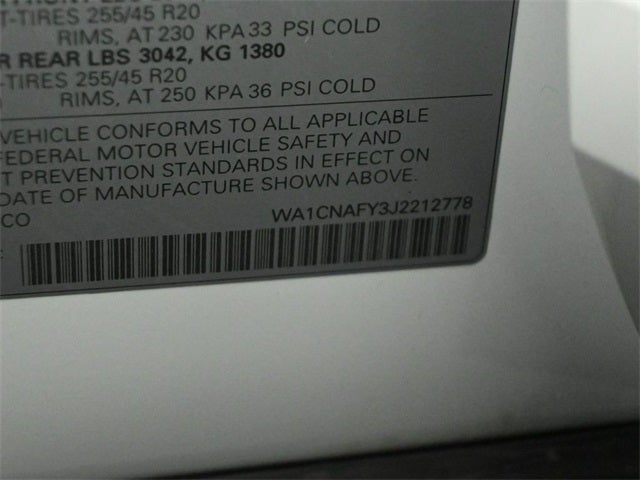 T-TIRES 255/45 R20
RIMS, AT 230 KPA 33 PSI COLD
R REAR LBS 3042, KG 1380
-TIRES 255/45 R20
RIMS, AT 250 KPA 36 PSI COLD
VEHICLE CONFORMS TO ALL APPLICABLE
FEDERAL MOTOR VEHICLE SAFETY AND
T PREVENTION STANDARDS IN EFFECT ON
DATE OF MANUFACTURE SHOWN ABOVE.
CO
WA1CNAFY3J2212778